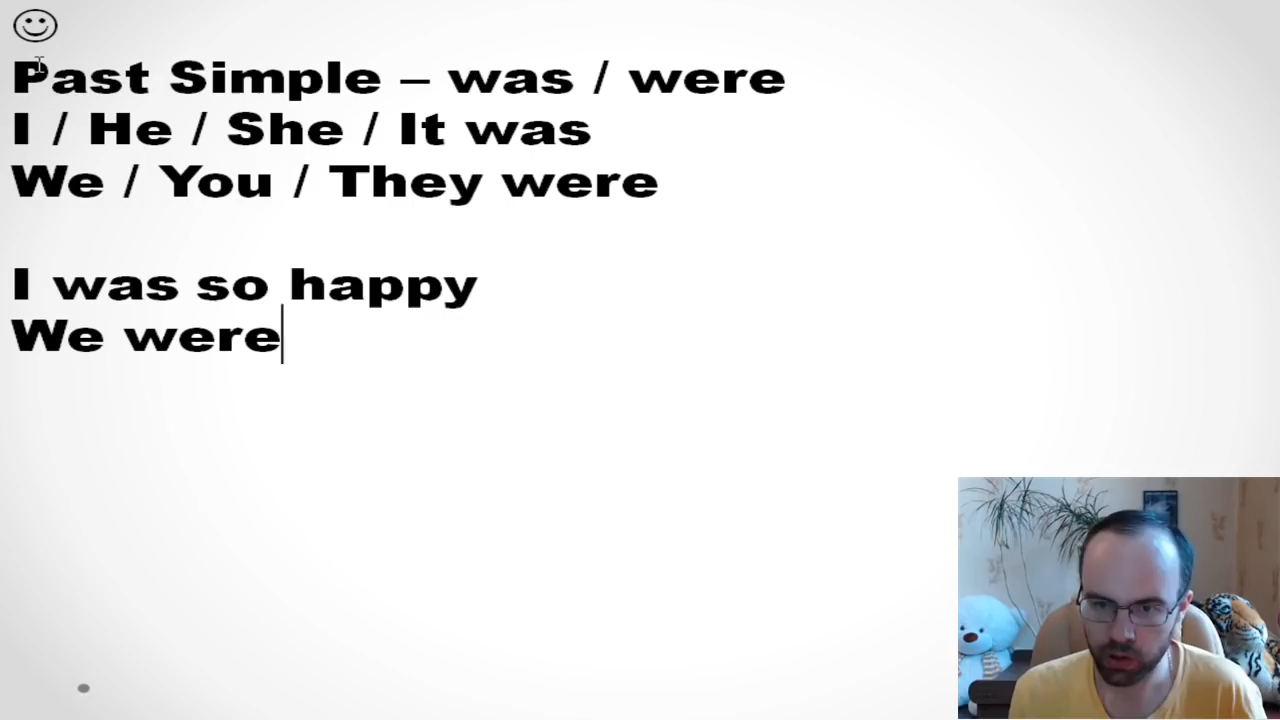 Past Simple – was / were
I / He / She / It was
We / You / They were
I was so happy
We were